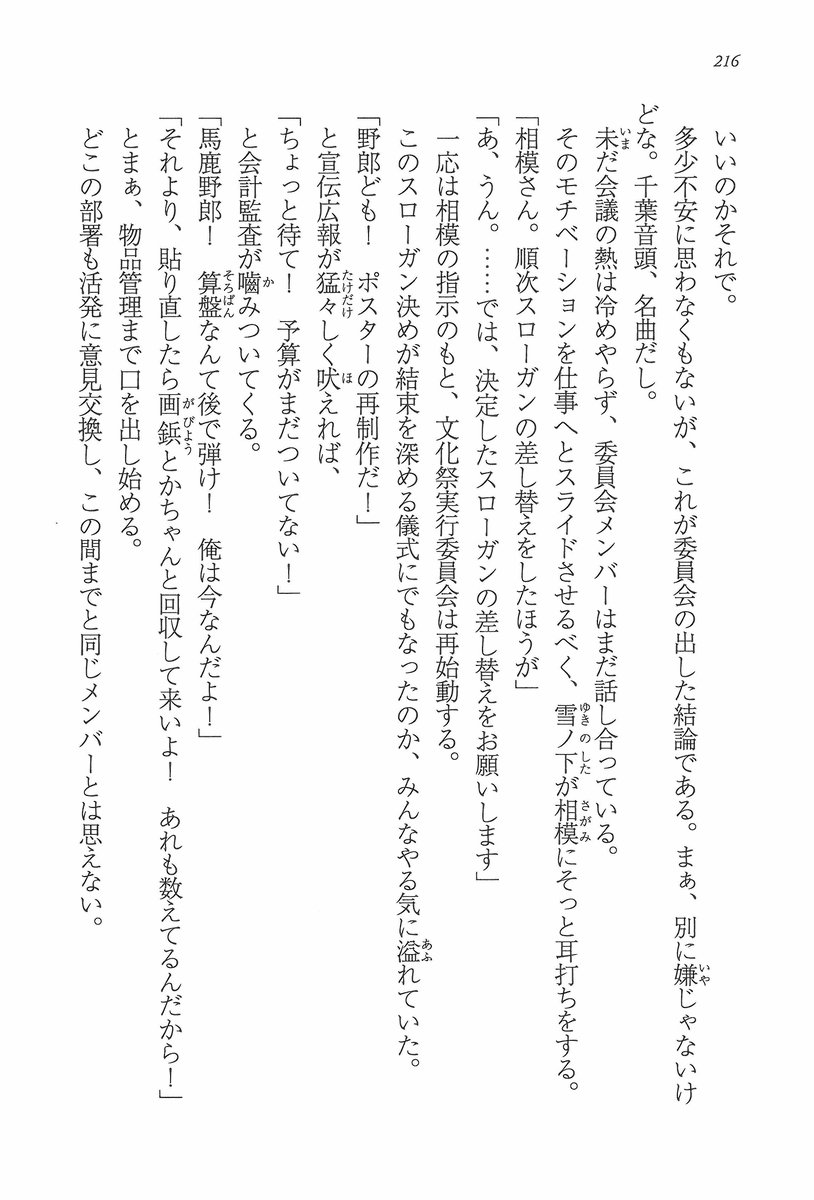 216
いいのかそれで。
多少不安に思わなくもないが、これが委員会の出した結論である。まぁ、別に嫌じゃないけ
どな。千葉音頭、名曲だし。
未だ会議の熱は冷めやらず、委員会メンバーはまだ話し合っている。
そのモチベーションを仕事へとスライドさせるべく、雪ノ下が相模にそっと耳打ちをする。
「相模さん。順次スローガンの差し替えをしたほうが」
「あ、うん。……では、決定したスローガンの差し替えをお願いします」
一応は相模の指示のもと、文化祭実行委員会は再始動する。
このスローガン決めが結束を深める儀式にでもなったのか、みんなやる気に溢れていた。
「野郎ども！　ポスターの再制作だ！」
と宣伝広報が猛々しく吠えれば、
「ちょっと待て！　予算がまだついてない！」
と会計監査が嚙みついてくる。
「馬鹿野郎！　算盤なんて後で弾け！　俺は今なんだよ！」
「それより、貼り直したら画鋲とかちゃんと回収して来いよ！　あれも数えてるんだから！」
とまぁ、物品管理まで口を出し始める。
どこの部署も活発に意見交換し、この間までと同じメンバーとは思えない。